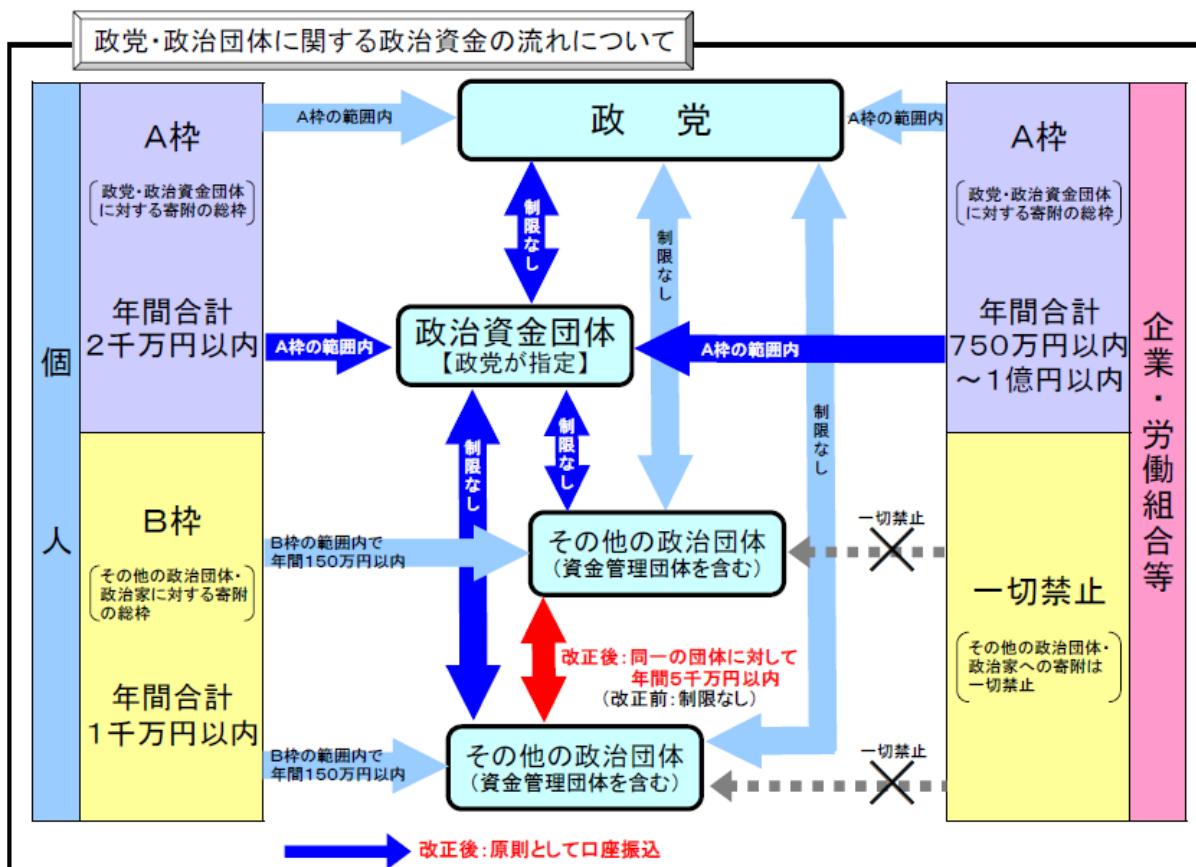 政党・政治団体に関する政治資金の流れについて
個人
A枠
政党・政治資金団体
に対する寄附の総枠
年間合計
2千万円以内
B枠
その他の政治団体・
政治家に対する寄附
の総枠
年間合計
1千万円以内
A枠の範囲内
政 党
A枠の範囲内
制限なし
制限なし
制限なし
A枠の範囲内
政治資金団体
【政党が指定】
A枠の範囲内
制限なし
制限なし
B枠の範囲内で
年間150万円以内
その他の政治団体
(資金管理団体を含む)
一切禁止
改正後:同一の団体に対して
年間5千万円以内
(改正前:制限なし)
B枠の範囲内で
年間150万円以内
その他の政治団体
(資金管理団体を含む)
一切禁止
A枠
政党・政治資金団体
に対する寄附の総枠
年間合計
750万円以内
～1億円以内
一切禁止
その他の政治団体・
政治家への寄附は
一切禁止
企業・労働組合等
改正後:原則として口座振込